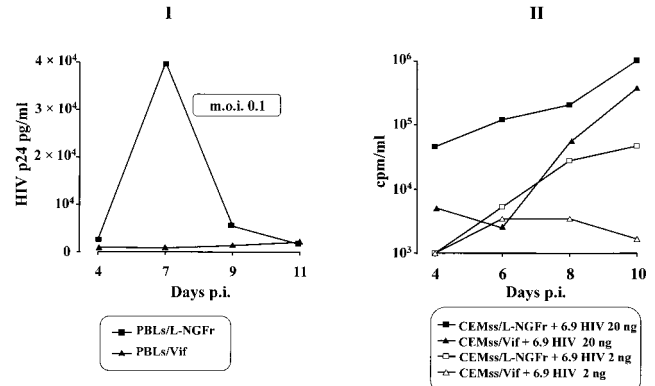 I
II
HIV p24 pg/ml
4 × 10⁴
3 × 10⁴
2 × 10⁴
10⁴
0
m.o.i. 0.1
4 7 9 11
Days p.i.
PBLs/L-NGFr
PBLs/Vif
cpm/ml
10⁶
10⁵
10⁴
10³
4 6 8 10
Days p.i.
CEMss/L-NGFr + 6.9 HIV 20 ng
CEMss/Vif + 6.9 HIV 20 ng
CEMss/L-NGFr + 6.9 HIV 2 ng
CEMss/Vif + 6.9 HIV 2 ng